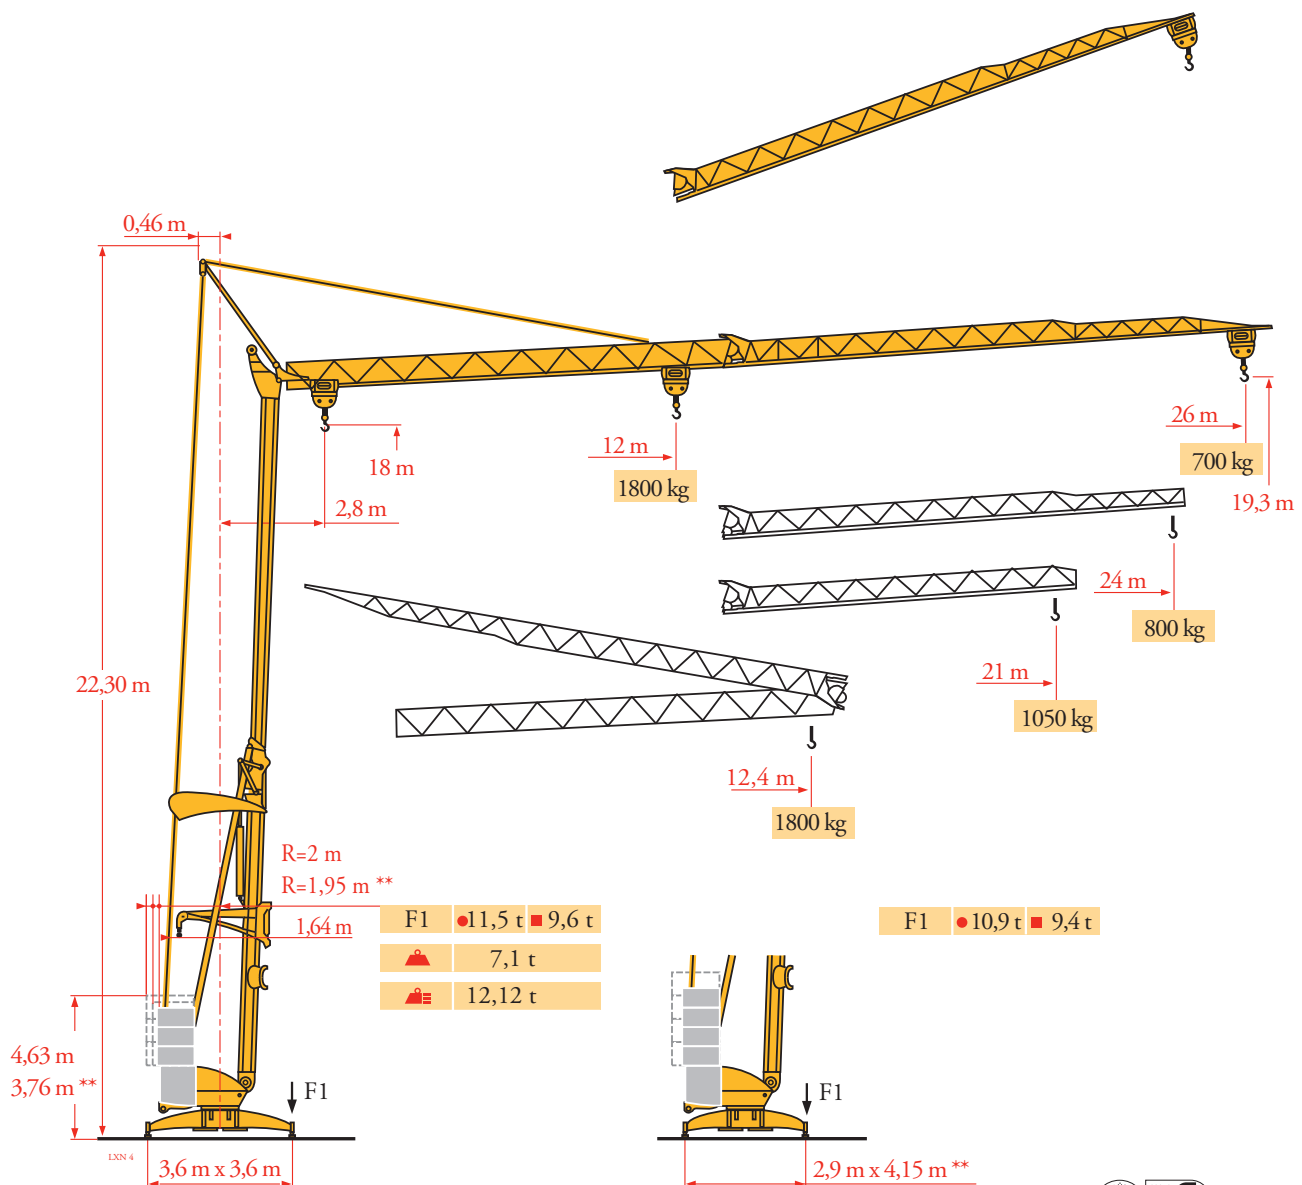 0,46 m
18 m
2,8 m
12 m
1800 kg
26 m
700 kg
19,3 m
24 m
800 kg
21 m
1050 kg
22,30 m
12,4 m
1800 kg
R=2 m
R=1,95 m **
1,64 m
F1 11,5 t 9,6 t
7,1 t
12,12 t
F1 10,9 t 9,4 t
4,63 m
3,76 m **
F1
F1
LXN 4
3,6 m x 3,6 m
2,9 m x 4,15 m **